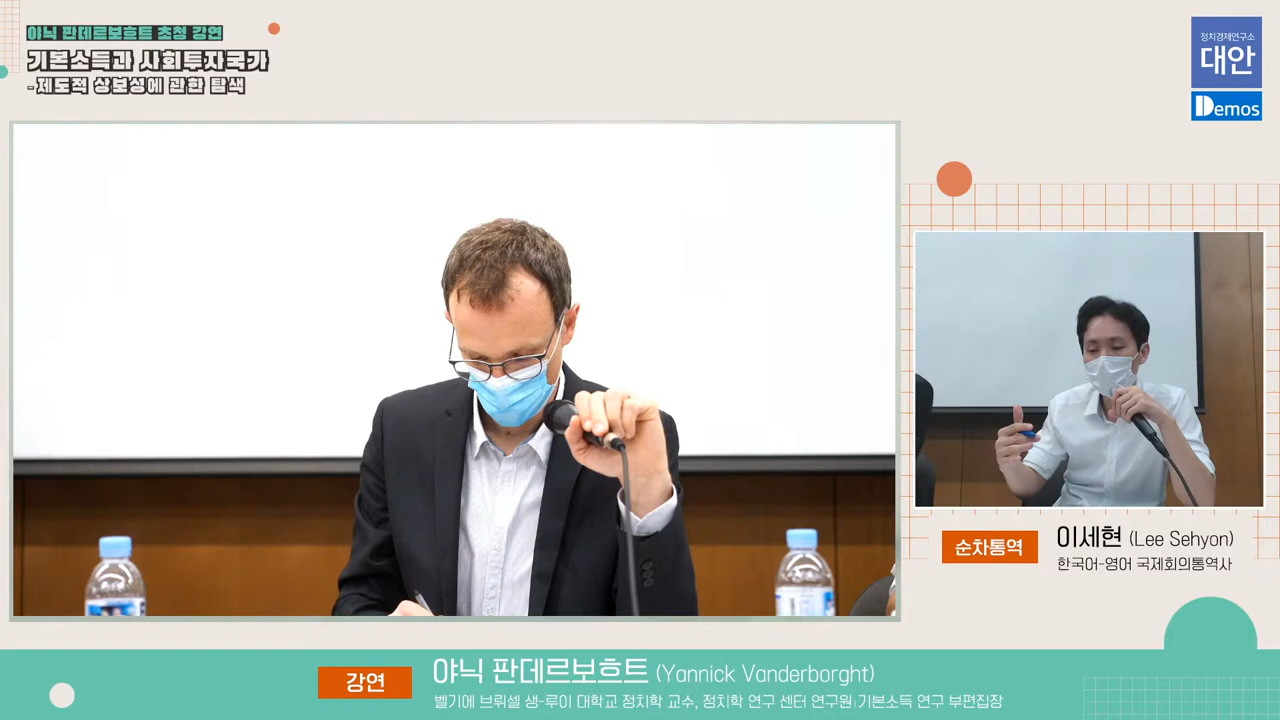 야닉 판데르보흐트 초청 강연
기본소득과 사회투자국가
- 제도적 상보성에 관한 탐색
정치경제연구소
대안
Demos
순차통역
이세현 (Lee Sehyon)
한국어-영어 국제회의통역사
강연
야닉 판데르보흐트 (Yannick Vanderborght)
벨기에 브뤼셀 생-루이 대학교 정치학 교수, 정치학 연구 센터 연구원, 기본소득 연구 부편집장